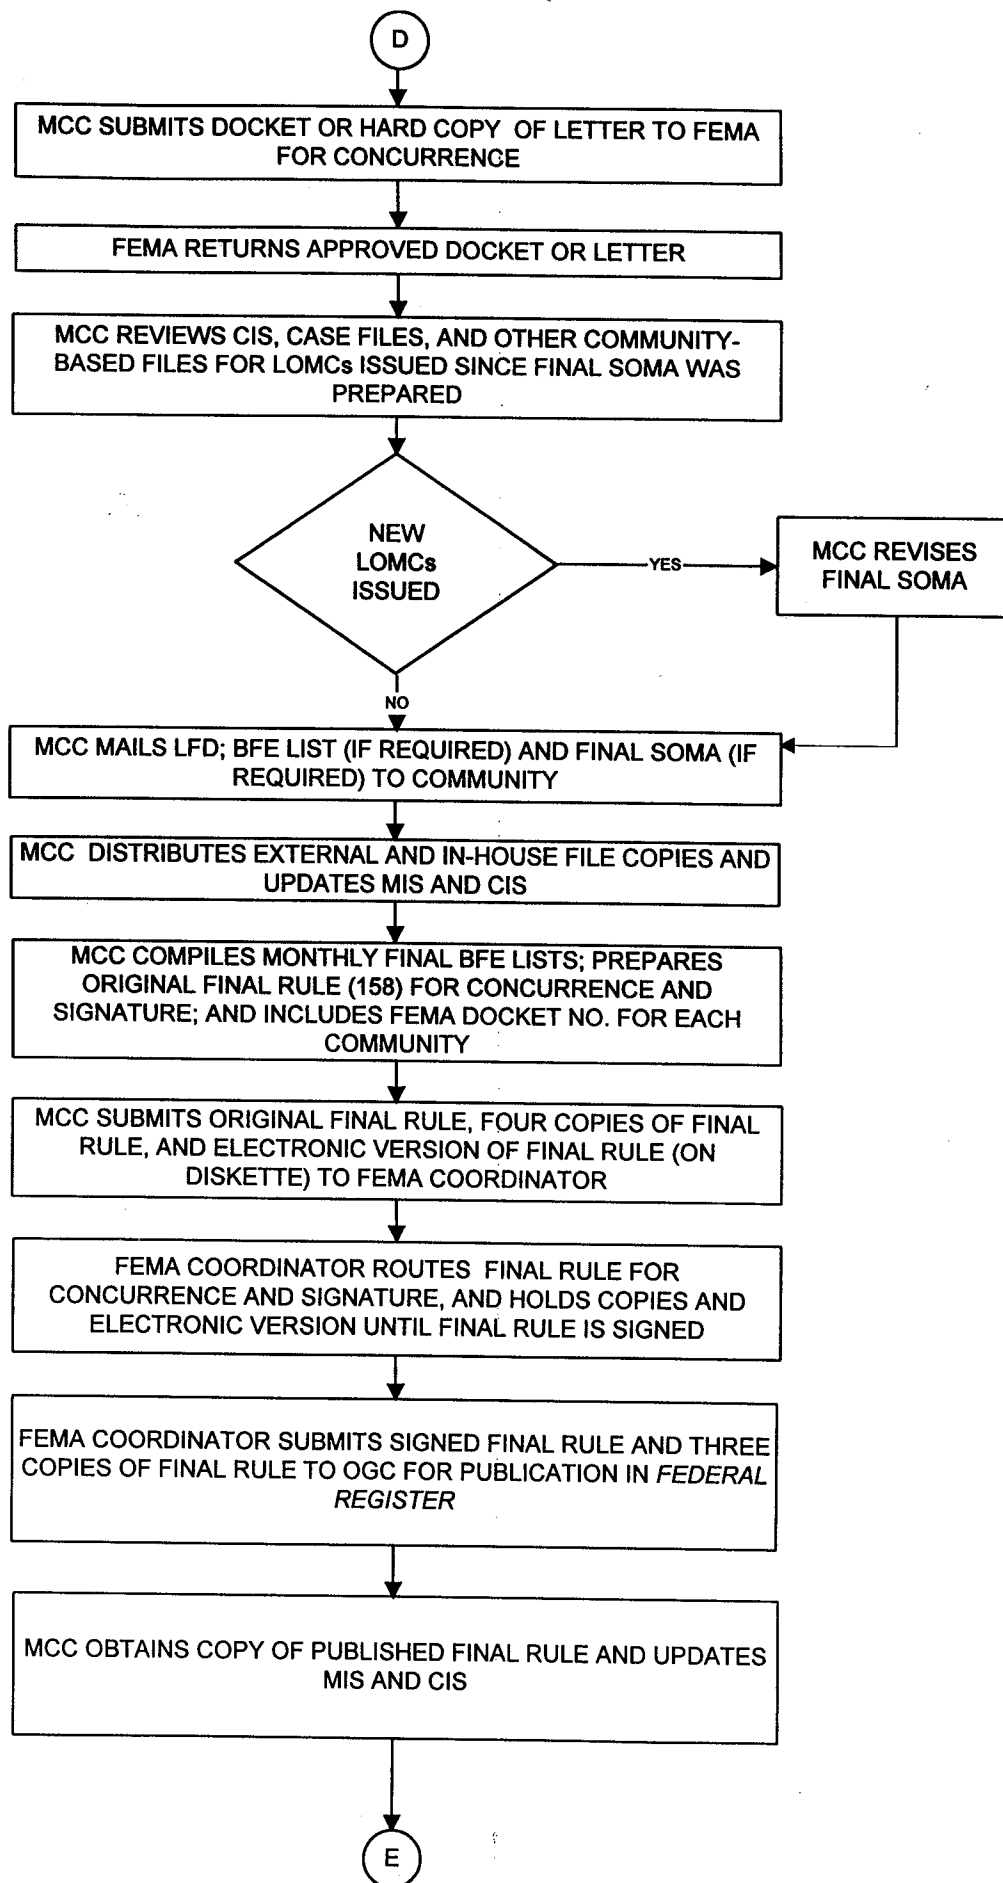 D
MCC SUBMITS DOCKET OR HARD COPY OF LETTER TO FEMA
FOR CONCURRENCE
FEMA RETURNS APPROVED DOCKET OR LETTER
MCC REVIEWS CIS, CASE FILES, AND OTHER COMMUNITY-
BASED FILES FOR LOMCs ISSUED SINCE FINAL SOMA WAS
PREPARED
NEW
LOMCs
ISSUED
YES
MCC REVISES
FINAL SOMA
NO
MCC MAILS LFD; BFE LIST (IF REQUIRED) AND FINAL SOMA (IF
REQUIRED) TO COMMUNITY
MCC DISTRIBUTES EXTERNAL AND IN-HOUSE FILE COPIES AND
UPDATES MIS AND CIS
MCC COMPILES MONTHLY FINAL BFE LISTS; PREPARES
ORIGINAL FINAL RULE (158) FOR CONCURRENCE AND
SIGNATURE; AND INCLUDES FEMA DOCKET NO. FOR EACH
COMMUNITY
MCC SUBMITS ORIGINAL FINAL RULE, FOUR COPIES OF FINAL
RULE, AND ELECTRONIC VERSION OF FINAL RULE (ON
DISKETTE) TO FEMA COORDINATOR
FEMA COORDINATOR ROUTES FINAL RULE FOR
CONCURRENCE AND SIGNATURE, AND HOLDS COPIES AND
ELECTRONIC VERSION UNTIL FINAL RULE IS SIGNED
FEMA COORDINATOR SUBMITS SIGNED FINAL RULE AND THREE
COPIES OF FINAL RULE TO OGC FOR PUBLICATION IN FEDERAL
REGISTER
MCC OBTAINS COPY OF PUBLISHED FINAL RULE AND UPDATES
MIS AND CIS
E